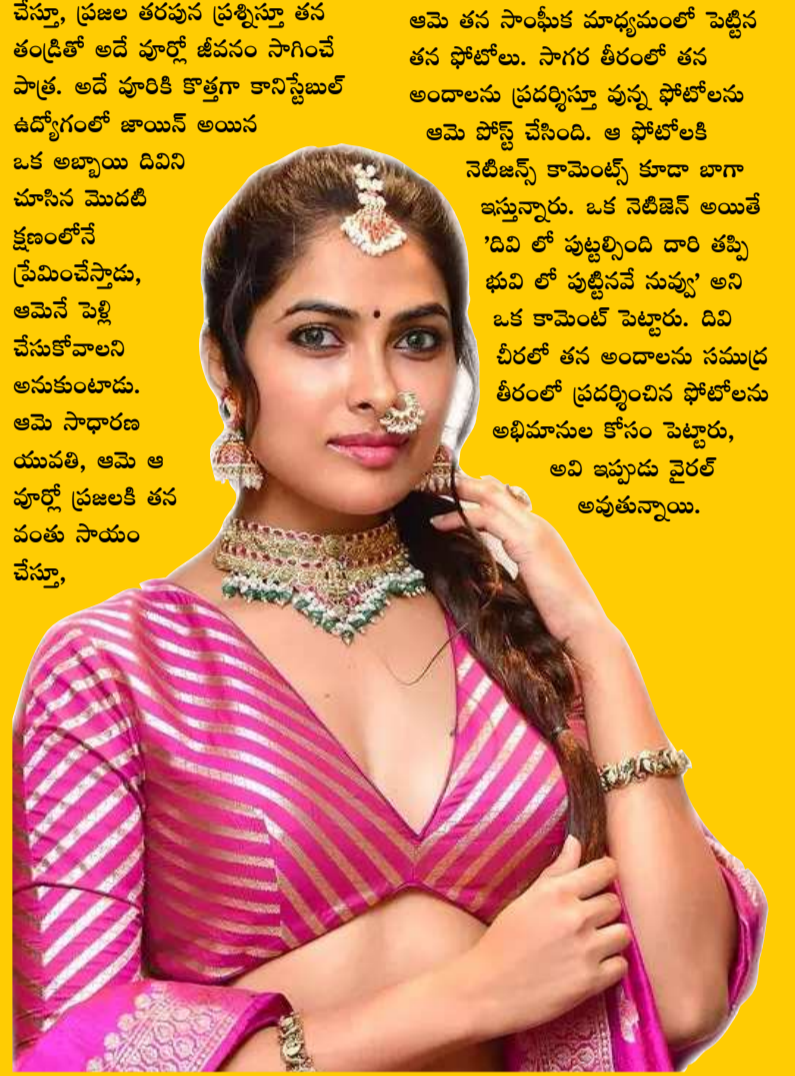 చేస్తూ, ప్రజల తరపున ప్రశ్నిస్తూ తన
తండ్రితో అదే వూర్లో జీవనం సాగించే
పాత్ర. అదే వూరికి కొత్తగా కానిస్టేబుల్
ఉద్యోగంలో జాయిన్ అయిన
ఒక అబ్బాయి దివిని
చూసిన మొదటి
క్షణంలోనే
ప్రేమించేస్తాడు,
ఆమెనే పెళ్లి
చేసుకోవాలని
అనుకుంటాడు.
ఆమె సాధారణ
యువతి, ఆమె ఆ
వూర్లో ప్రజలకి తన
వంతు సాయం
చేస్తూ,
ఆమె తన సాంఘీక మాధ్యమంలో పెట్టిన
తన ఫోటోలు. సాగర తీరంలో తన
అందాలను ప్రదర్శిస్తూ వున్న ఫోటోలను
ఆమె పోస్ట్ చేసింది. ఆ ఫోటోలకి
నెటిజన్స్ కామెంట్స్ కూడా బాగా
ఇస్తున్నారు. ఒక నెటిజెన్ అయితే
'దివి లో పుట్టల్సింది దారి తప్పి
భువి లో పుట్టినవే నువ్వు' అని
ఒక కామెంట్ పెట్టారు. దివి
చీరలో తన అందాలను సముద్ర
తీరంలో ప్రదర్శించిన ఫోటోలను
అభిమానుల కోసం పెట్టారు,
అవి ఇప్పుడు వైరల్
అవుతున్నాయి.